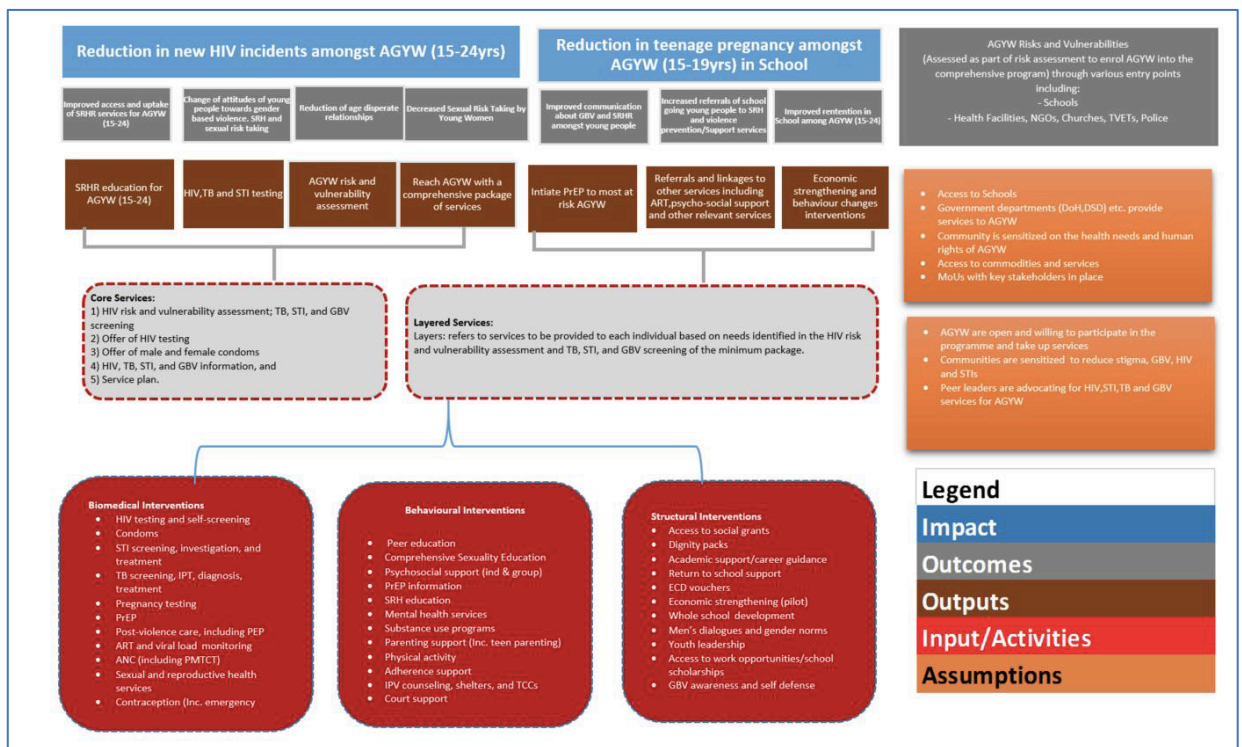 Reduction in new HIV incidents amongst AGYW (15-24yrs)
Reduction in teenage pregnancy amongst
AGYW (15-19yrs) in School
AGYW Risks and Vulnerabilities
(Assessed as part of risk assessment to enrol AGYW into the
comprehensive program) through various entry points
including:
- Schools
- Health Facilities, NGOs, Churches, TVETs, Police
Improved access and uptake
of SRHR services for AGYW
(15-24)
Change of attitudes of young
people towards gender
based violence. SRH and
sexual risk taking
Reduction of age disperate
relationships
Decreased Sexual Risk Taking by
Young Women
Improved communication
about GBV and SRHR
amongst young people
Increased referrals of school
going young people to SRH
and violence
prevention/Support services
Improved rentention in
School among AGYW (15-24)
SRHR education for
AGYW (15-24)
HIV,TB and STI testing
AGYW risk and
vulnerability
assessment
Reach AGYW with a
comprehensive package
of services
Intiate PrEP to most at
risk AGYW
Referrals and linkages to
other services including
ART,psycho-social support
and other relevant services
Economic
strengthening and
behaviour changes
interventions
• Access to Schools
• Government departments (DoH,DSD) etc. provide
services to AGYW
• Community is sensitized on the health needs and human
rights of AGYW
• Access to commodities and services
• MoUs with key stakeholders in place
Core Services:
1) HIV risk and vulnerability assessment; TB, STI, and GBV
screening
2) Offer of HIV testing
3) Offer of male and female condoms
4) HIV, TB, STI, and GBV information, and
5) Service plan.
Layered Services:
Layers: refers to services to be provided to each individual based on needs identified in the HIV risk
and vulnerability assessment and TB, STI, and GBV screening of the minimum package.
• AGYW are open and willing to participate in the
programme and take up services
• Communities are sensitized to reduce stigma, GBV, HIV
and STIs
• Peer leaders are advocating for HIV,STI,TB and GBV
services for AGYW
Biomedical Interventions
• HIV testing and self-screening
• Condoms
• STI screening, investigation, and
treatment
• TB screening, IPT, diagnosis,
treatment
• Pregnancy testing
• PrEP
• Post-violence care, including PEP
• ART and viral load monitoring
• ANC (including PMTCT)
• Sexual and reproductive health
services
• Contraception (Inc. emergency
Behavioural Interventions
• Peer education
• Comprehensive Sexuality Education
• Psychosocial support (ind & group)
• PrEP information
• SRH education
• Mental health services
• Substance use programs
• Parenting support (Inc. teen parenting)
• Physical activity
• Adherence support
• IPV counseling, shelters, and TCCs
• Court support
Structural Interventions
• Access to social grants
• Dignity packs
• Academic support/career guidance
• Return to school support
• ECD vouchers
• Economic strengthening (pilot)
• Whole school development
• Men's dialogues and gender norms
• Youth leadership
• Access to work opportunities/school
scholarships
• GBV awareness and self defense
Legend
Impact
Outcomes
Outputs
Input/Activities
Assumptions